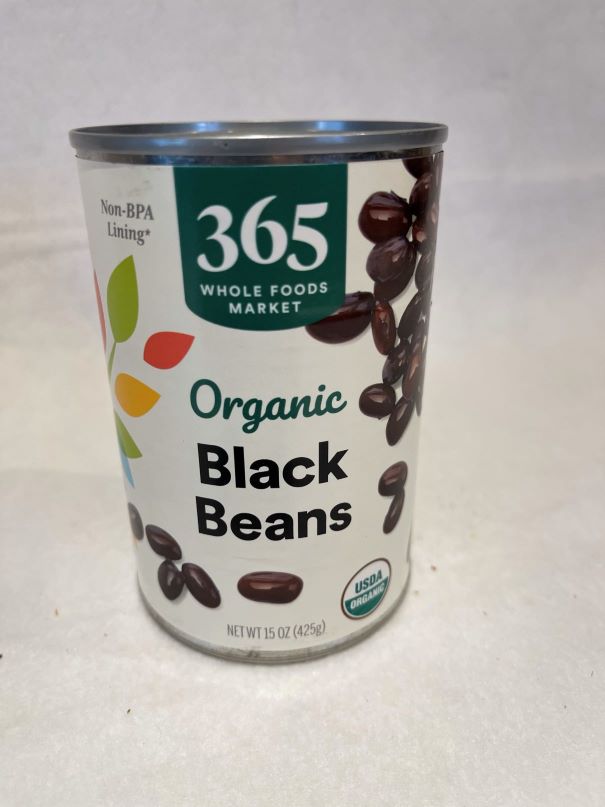 Non-BPA
Lining*
365
WHOLE FOODS
MARKET
Organic
Black
Beans
USDA
ORGANIC
NET WT 15 OZ (425g)